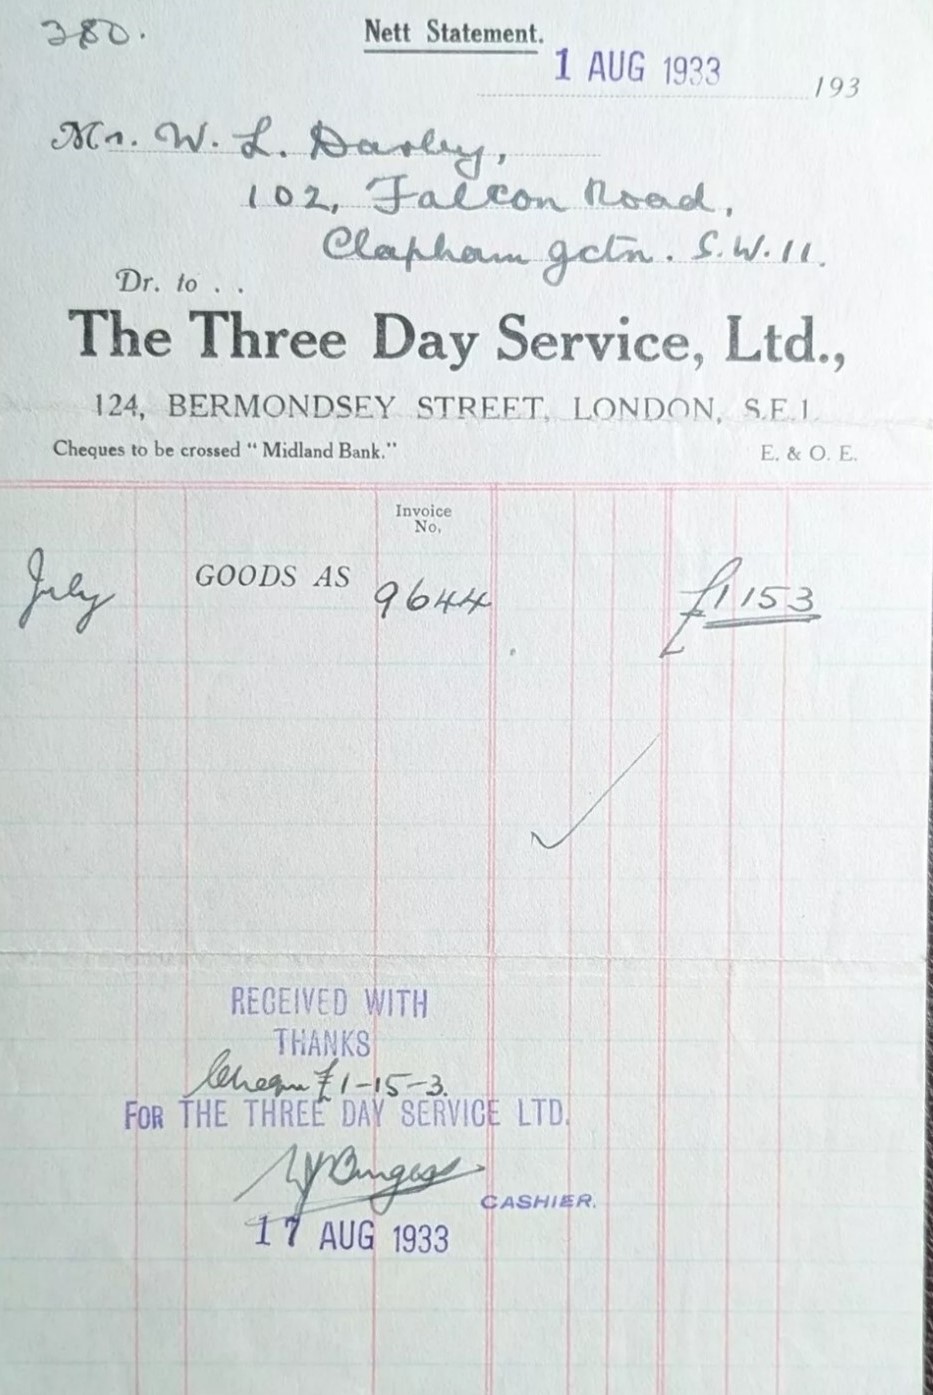 380.
Nett Statement.
1 AUG 1933
193
Mr. W. L. Darley,
102, Falcon Road,
Clapham Jctn. S.W.11.
Dr. to . .
The Three Day Service, Ltd.,
124, BERMONDSEY STREET, LONDON, S.E.1
Cheques to be crossed "Midland Bank."
E. & O. E.
Invoice
No.
July GOODS AS 9644 £1 15 3
RECEIVED WITH
THANKS
Cheque £1-15-3.
FOR THE THREE DAY SERVICE LTD.
Burgess
CASHIER.
17 AUG 1933